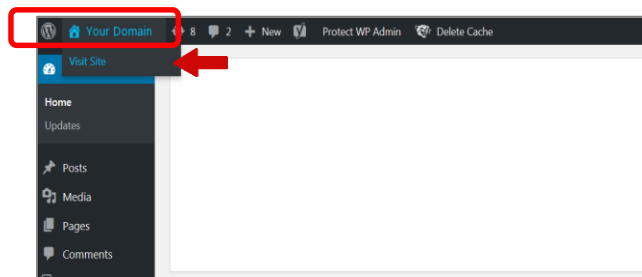 Your Domain 8 2 New Protect WP Admin Delete Cache
Visit Site
Home
Updates
Posts
Media
Pages
Comments